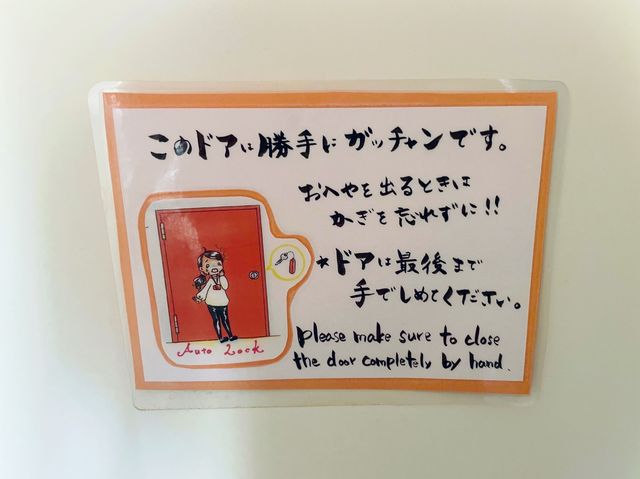 このドアは勝手にガッチャンです。
おへやを出るときは
かぎを忘れずに!!
★ドアは最後まで
手でしめてください。
Please make sure to close
the door completely by hand.
Auto Lock